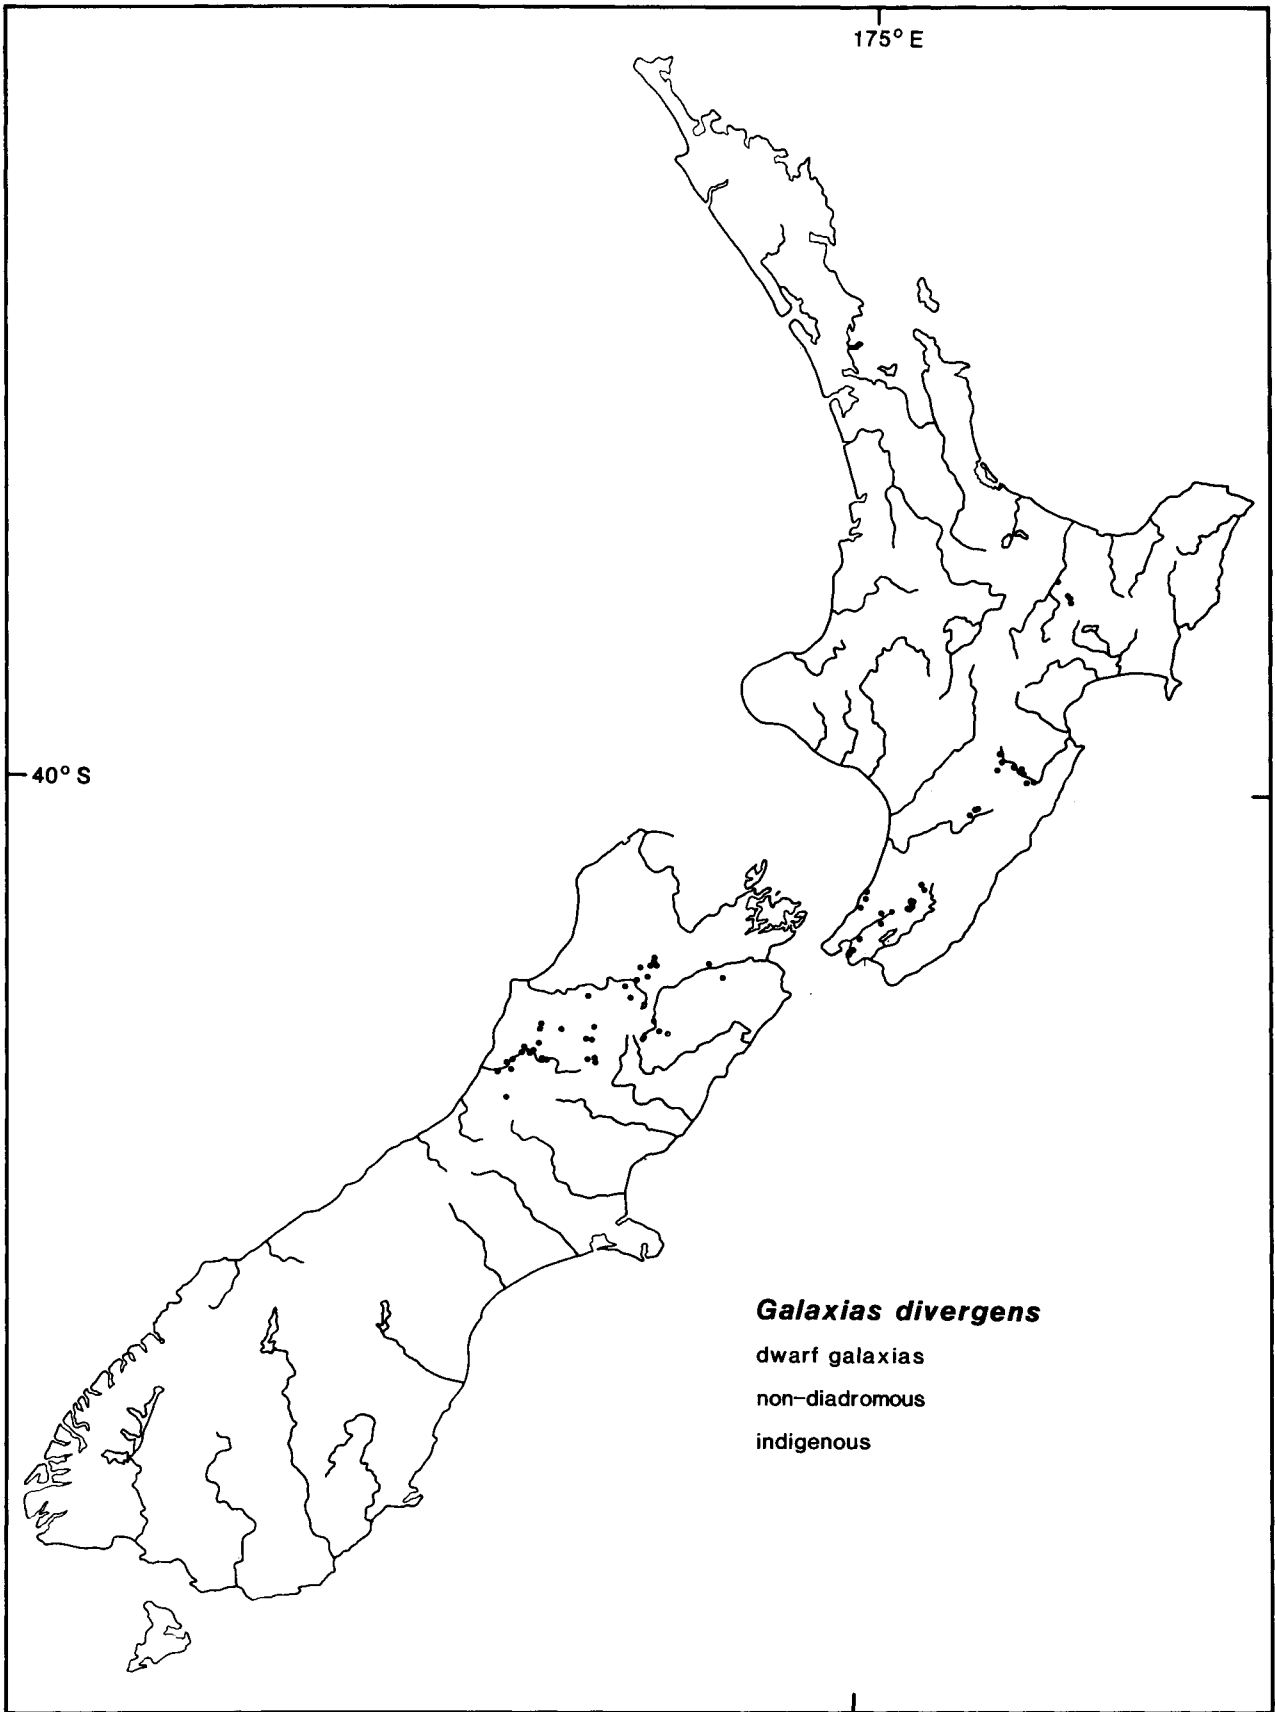 175° E
40° S
Galaxias divergens
dwarf galaxias
non-diadromous
indigenous